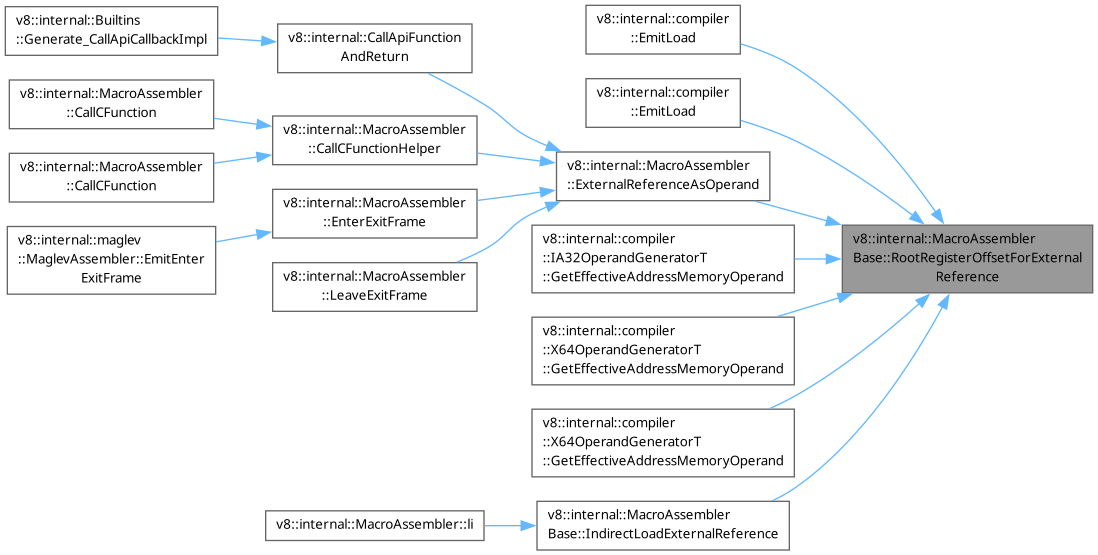 v8::internal::Builtins
::Generate_CallApiCallbackImpl
v8::internal::MacroAssembler
::CallCFunction
v8::internal::MacroAssembler
::CallCFunction
v8::internal::maglev
::MaglevAssembler::EmitEnter
ExitFrame
v8::internal::CallApiFunction
AndReturn
v8::internal::MacroAssembler
::CallCFunctionHelper
v8::internal::MacroAssembler
::EnterExitFrame
v8::internal::MacroAssembler
::LeaveExitFrame
v8::internal::MacroAssembler::li
v8::internal::compiler
::EmitLoad
v8::internal::compiler
::EmitLoad
v8::internal::MacroAssembler
::ExternalReferenceAsOperand
v8::internal::compiler
::IA32OperandGeneratorT
::GetEffectiveAddressMemoryOperand
v8::internal::compiler
::X64OperandGeneratorT
::GetEffectiveAddressMemoryOperand
v8::internal::compiler
::X64OperandGeneratorT
::GetEffectiveAddressMemoryOperand
v8::internal::MacroAssembler
Base::IndirectLoadExternalReference
v8::internal::MacroAssembler
Base::RootRegisterOffsetForExternal
Reference